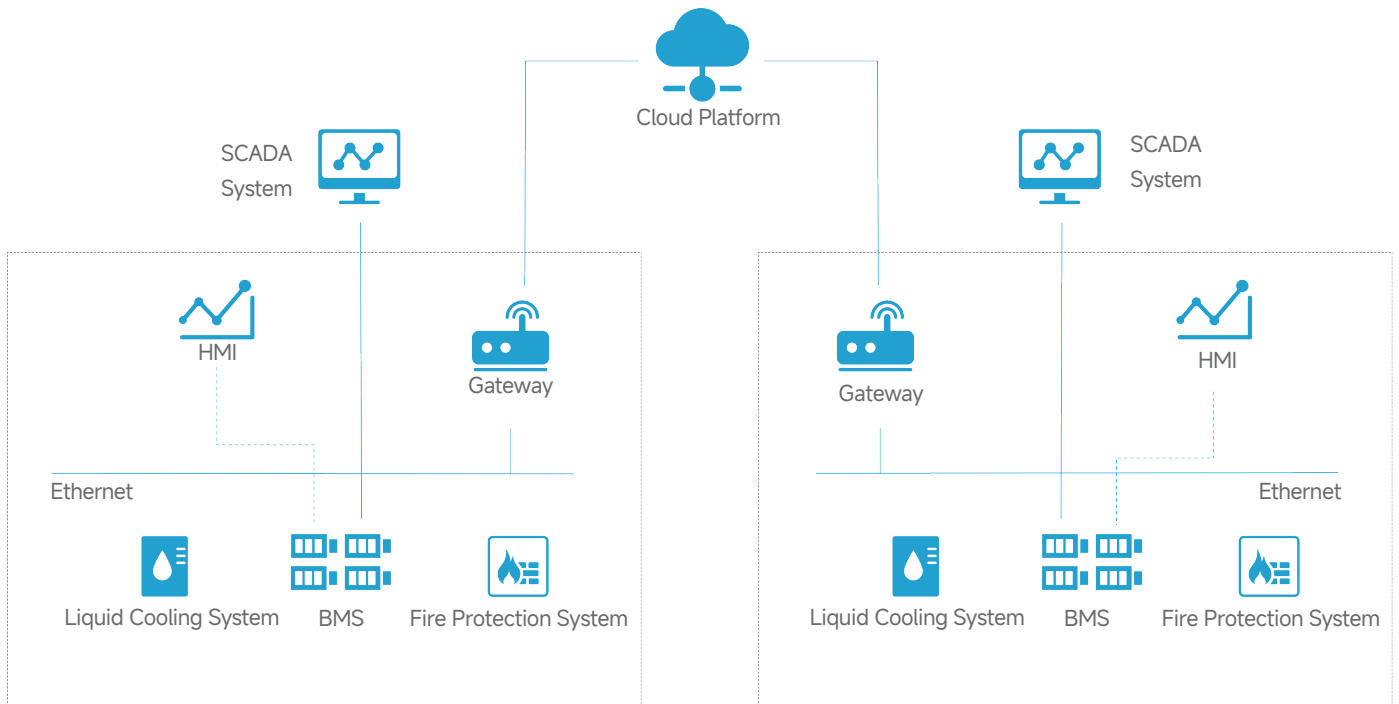 Cloud Platform
SCADA
System
SCADA
System
HMI
Gateway
Gateway
HMI
Ethernet
Ethernet
Liquid Cooling System
BMS
Fire Protection System
Liquid Cooling System
BMS
Fire Protection System